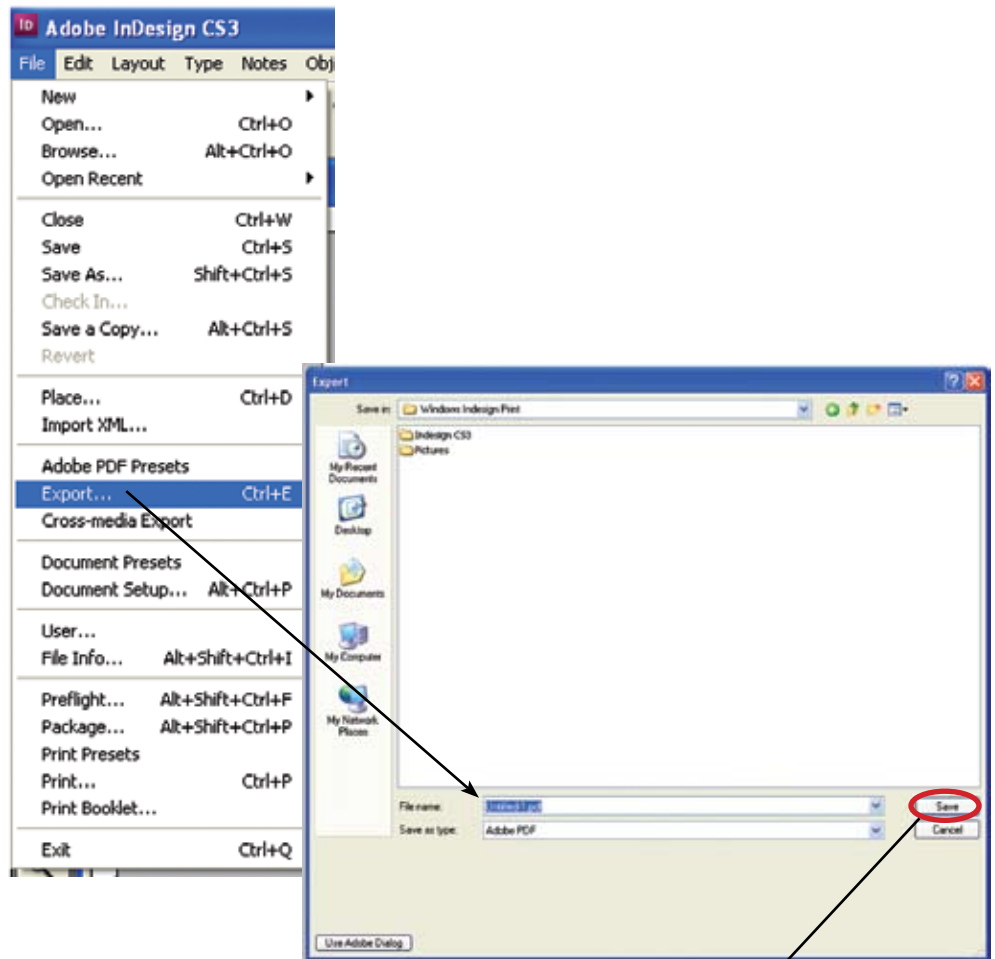 Adobe InDesign CS3
File Edit Layout Type Notes Obj
New
Open... Ctrl+O
Browse... Alt+Ctrl+O
Open Recent
Close Ctrl+W
Save Ctrl+S
Save As... Shift+Ctrl+S
Check In...
Save a Copy... Alt+Ctrl+S
Revert
Place... Ctrl+D
Import XML...
Adobe PDF Presets
Export... Ctrl+E
Cross-media Export
Document Presets
Document Setup... Alt+Ctrl+P
User...
File Info... Alt+Shift+Ctrl+I
Preflight... Alt+Shift+Ctrl+F
Package... Alt+Shift+Ctrl+P
Print Presets
Print... Ctrl+P
Print Booklet...
Exit Ctrl+Q
Export
Save in: Windows Indesign Print
Indesign CS3
Pictures
My Recent
Documents
Desktop
My Documents
My Computer
My Network
Places
File name: Save
Save as type: Adobe PDF Cancel
Use Adobe Dialog